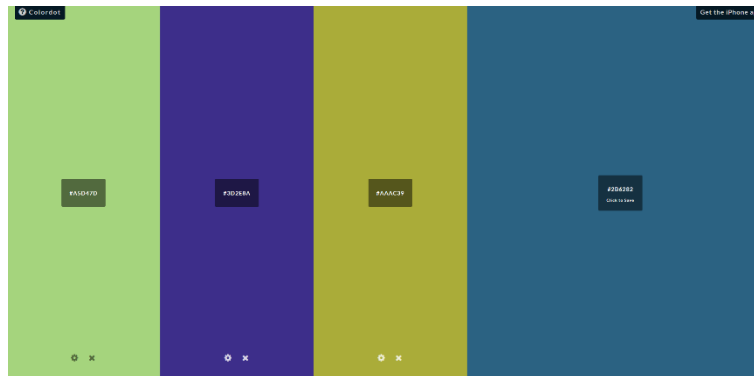 Colordot
Get the iPhone a
#A5D47D
#3D2E8A
#AAAC39
#2B6282
Click to Save